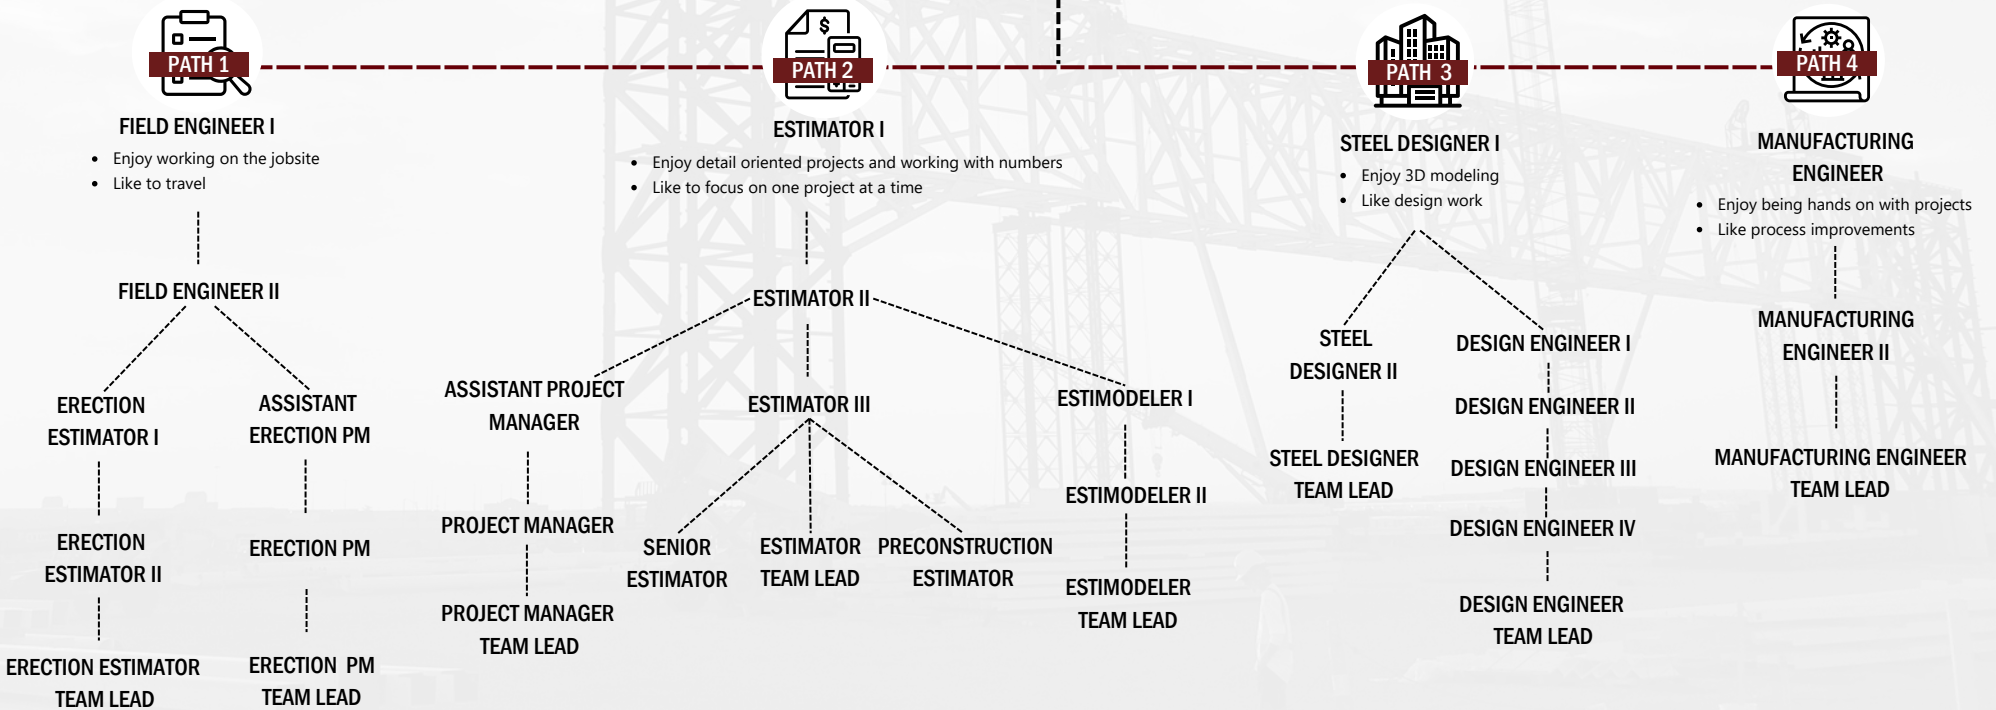 PATH 1
FIELD ENGINEER I
• Enjoy working on the jobsite
• Like to travel
FIELD ENGINEER II
ERECTION
ESTIMATOR I
ERECTION
ESTIMATOR II
ERECTION ESTIMATOR
TEAM LEAD
ASSISTANT
ERECTION PM
ERECTION PM
ERECTION PM
TEAM LEAD
$
PATH 2
ESTIMATOR I
• Enjoy detail oriented projects and working with numbers
• Like to focus on one project at a time
ESTIMATOR II
ASSISTANT PROJECT
MANAGER
PROJECT MANAGER
PROJECT MANAGER
TEAM LEAD
ESTIMATOR III
SENIOR
ESTIMATOR
ESTIMATOR
TEAM LEAD
PRECONSTRUCTION
ESTIMATOR
ESTIMODELER I
ESTIMODELER II
ESTIMODELER
TEAM LEAD
PATH 3
STEEL DESIGNER I
• Enjoy 3D modeling
• Like design work
STEEL
DESIGNER II
STEEL DESIGNER
TEAM LEAD
DESIGN ENGINEER I
DESIGN ENGINEER II
DESIGN ENGINEER III
DESIGN ENGINEER IV
DESIGN ENGINEER
TEAM LEAD
PATH 4
MANUFACTURING
ENGINEER
• Enjoy being hands on with projects
• Like process improvements
MANUFACTURING
ENGINEER II
MANUFACTURING ENGINEER
TEAM LEAD